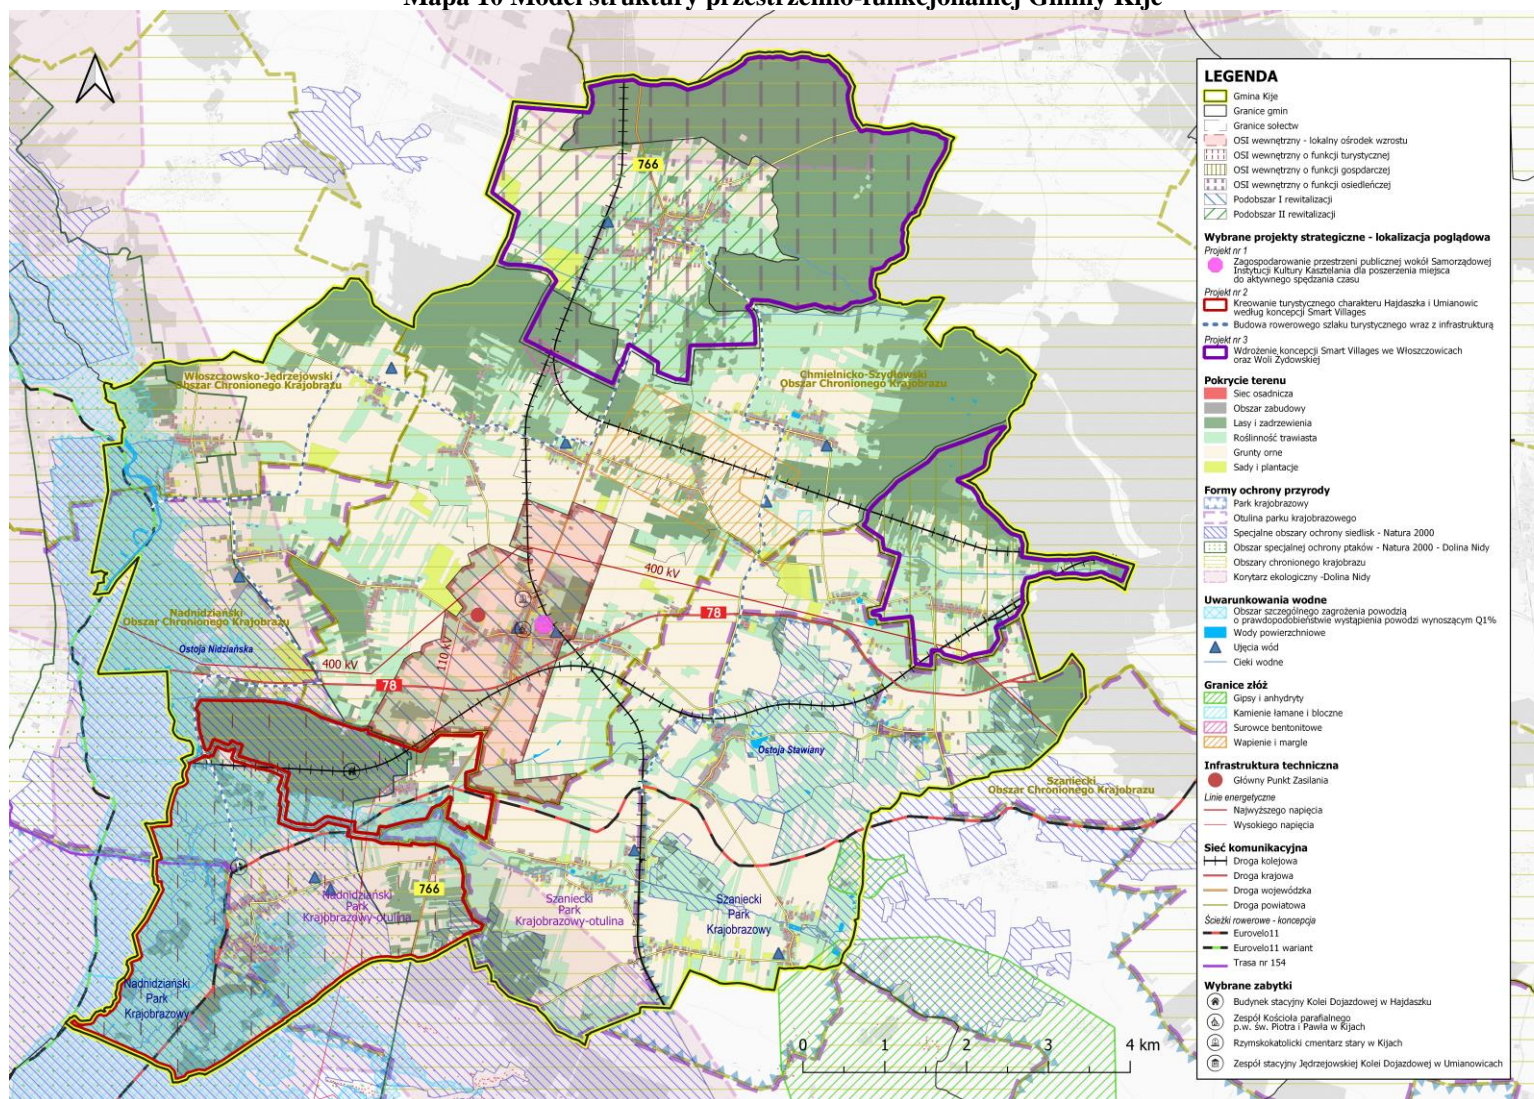 Mapa 10 Model struktury przestrzenno-funkcjonalnej Gminy Kije
LEGENDA
Gmina Kije
Granice gmin
Granice sołectw
OSI wewnętrzny - lokalny ośrodek wzrostu
OSI wewnętrzny o funkcji turystycznej
OSI wewnętrzny o funkcji gospdarczej
OSI wewnętrzny o funkcji osiedleńczej
Podobszar I rewitalizacji
Podobszar II rewitalizacji
Wybrane projekty strategiczne - lokalizacja poglądowa
Projekt nr 1
Zagospodarowanie przestrzeni publicznej wokół Samorządowej
Instytucji Kultury Kasztelania dla poszerzenia miejsca
do aktywnego spędzania czasu
Projekt nr 2
Kreowanie turystycznego charakteru Hajdaszka i Umianowic
według koncepcji Smart Villages
Budowa rowerowego szlaku turystycznego wraz z infrastrukturą
Projekt nr 3
Wdrożenie koncepcji Smart Villages we Włoszczowicach
oraz Woli Żydowskiej
Pokrycie terenu
Siec osadnicza
Obszar zabudowy
Lasy i zadrzewienia
Roślinność trawiasta
Grunty orne
Sady i plantacje
Formy ochrony przyrody
Park krajobrazowy
Otulina parku krajobrazowego
Specjalne obszary ochrony siedlisk - Natura 2000
Obszar specjalnej ochrony ptaków - Natura 2000 - Dolina Nidy
Obszary chronionego krajobrazu
Korytarz ekologiczny -Dolina Nidy
Uwarunkowania wodne
Obszar szczególnego zagrożenia powodzią
o prawdopodobieństwie wystąpienia powodzi wynoszącym Q1%
Wody powierzchniowe
Ujęcia wód
Cieki wodne
Granice złóż
Gipsy i anhydryty
Kamienie łamane i bloczne
Surowce bentonitowe
Wapienie i margle
Infrastruktura techniczna
Główny Punkt Zasilania
Linie energetyczne
Najwyższego napięcia
Wysokiego napięcia
Sieć komunikacyjna
Droga kolejowa
Droga krajowa
Droga wojewódzka
Droga powiatowa
Ścieżki rowerowe - koncepcja
Eurovelo11
Eurovelo11 wariant
Trasa nr 154
Wybrane zabytki
Budynek stacyjny Kolei Dojazdowej w Hajdaszku
Zespół Kościoła parafialnego
p.w. św. Piotra i Pawła w Kijach
Rzymskokatolicki cmentarz stary w Kijach
Zespół stacyjny Jędrzejowskiej Kolei Dojazdowej w Umianowicach
766
Włoszczowsko-Jędrzejowski
Obszar Chronionego Krajobrazu
Chmielnicko-Szydłowski
Obszar Chronionego Krajobrazu
400 kV
78
Nadnidziański
Obszar Chronionego Krajobrazu
Ostoja Nidziańska
400 kV
110 kV
78
Ostoja Stawiany
Szaniecki
Obszar Chronionego Krajobrazu
766
Nadnidziański
Park
Krajobrazowy-otulina
Szaniecki
Park
Krajobrazowy-otulina
Szaniecki
Park
Krajobrazowy
Nadnidziański
Park
Krajobrazowy
0 1 2 3 4 km